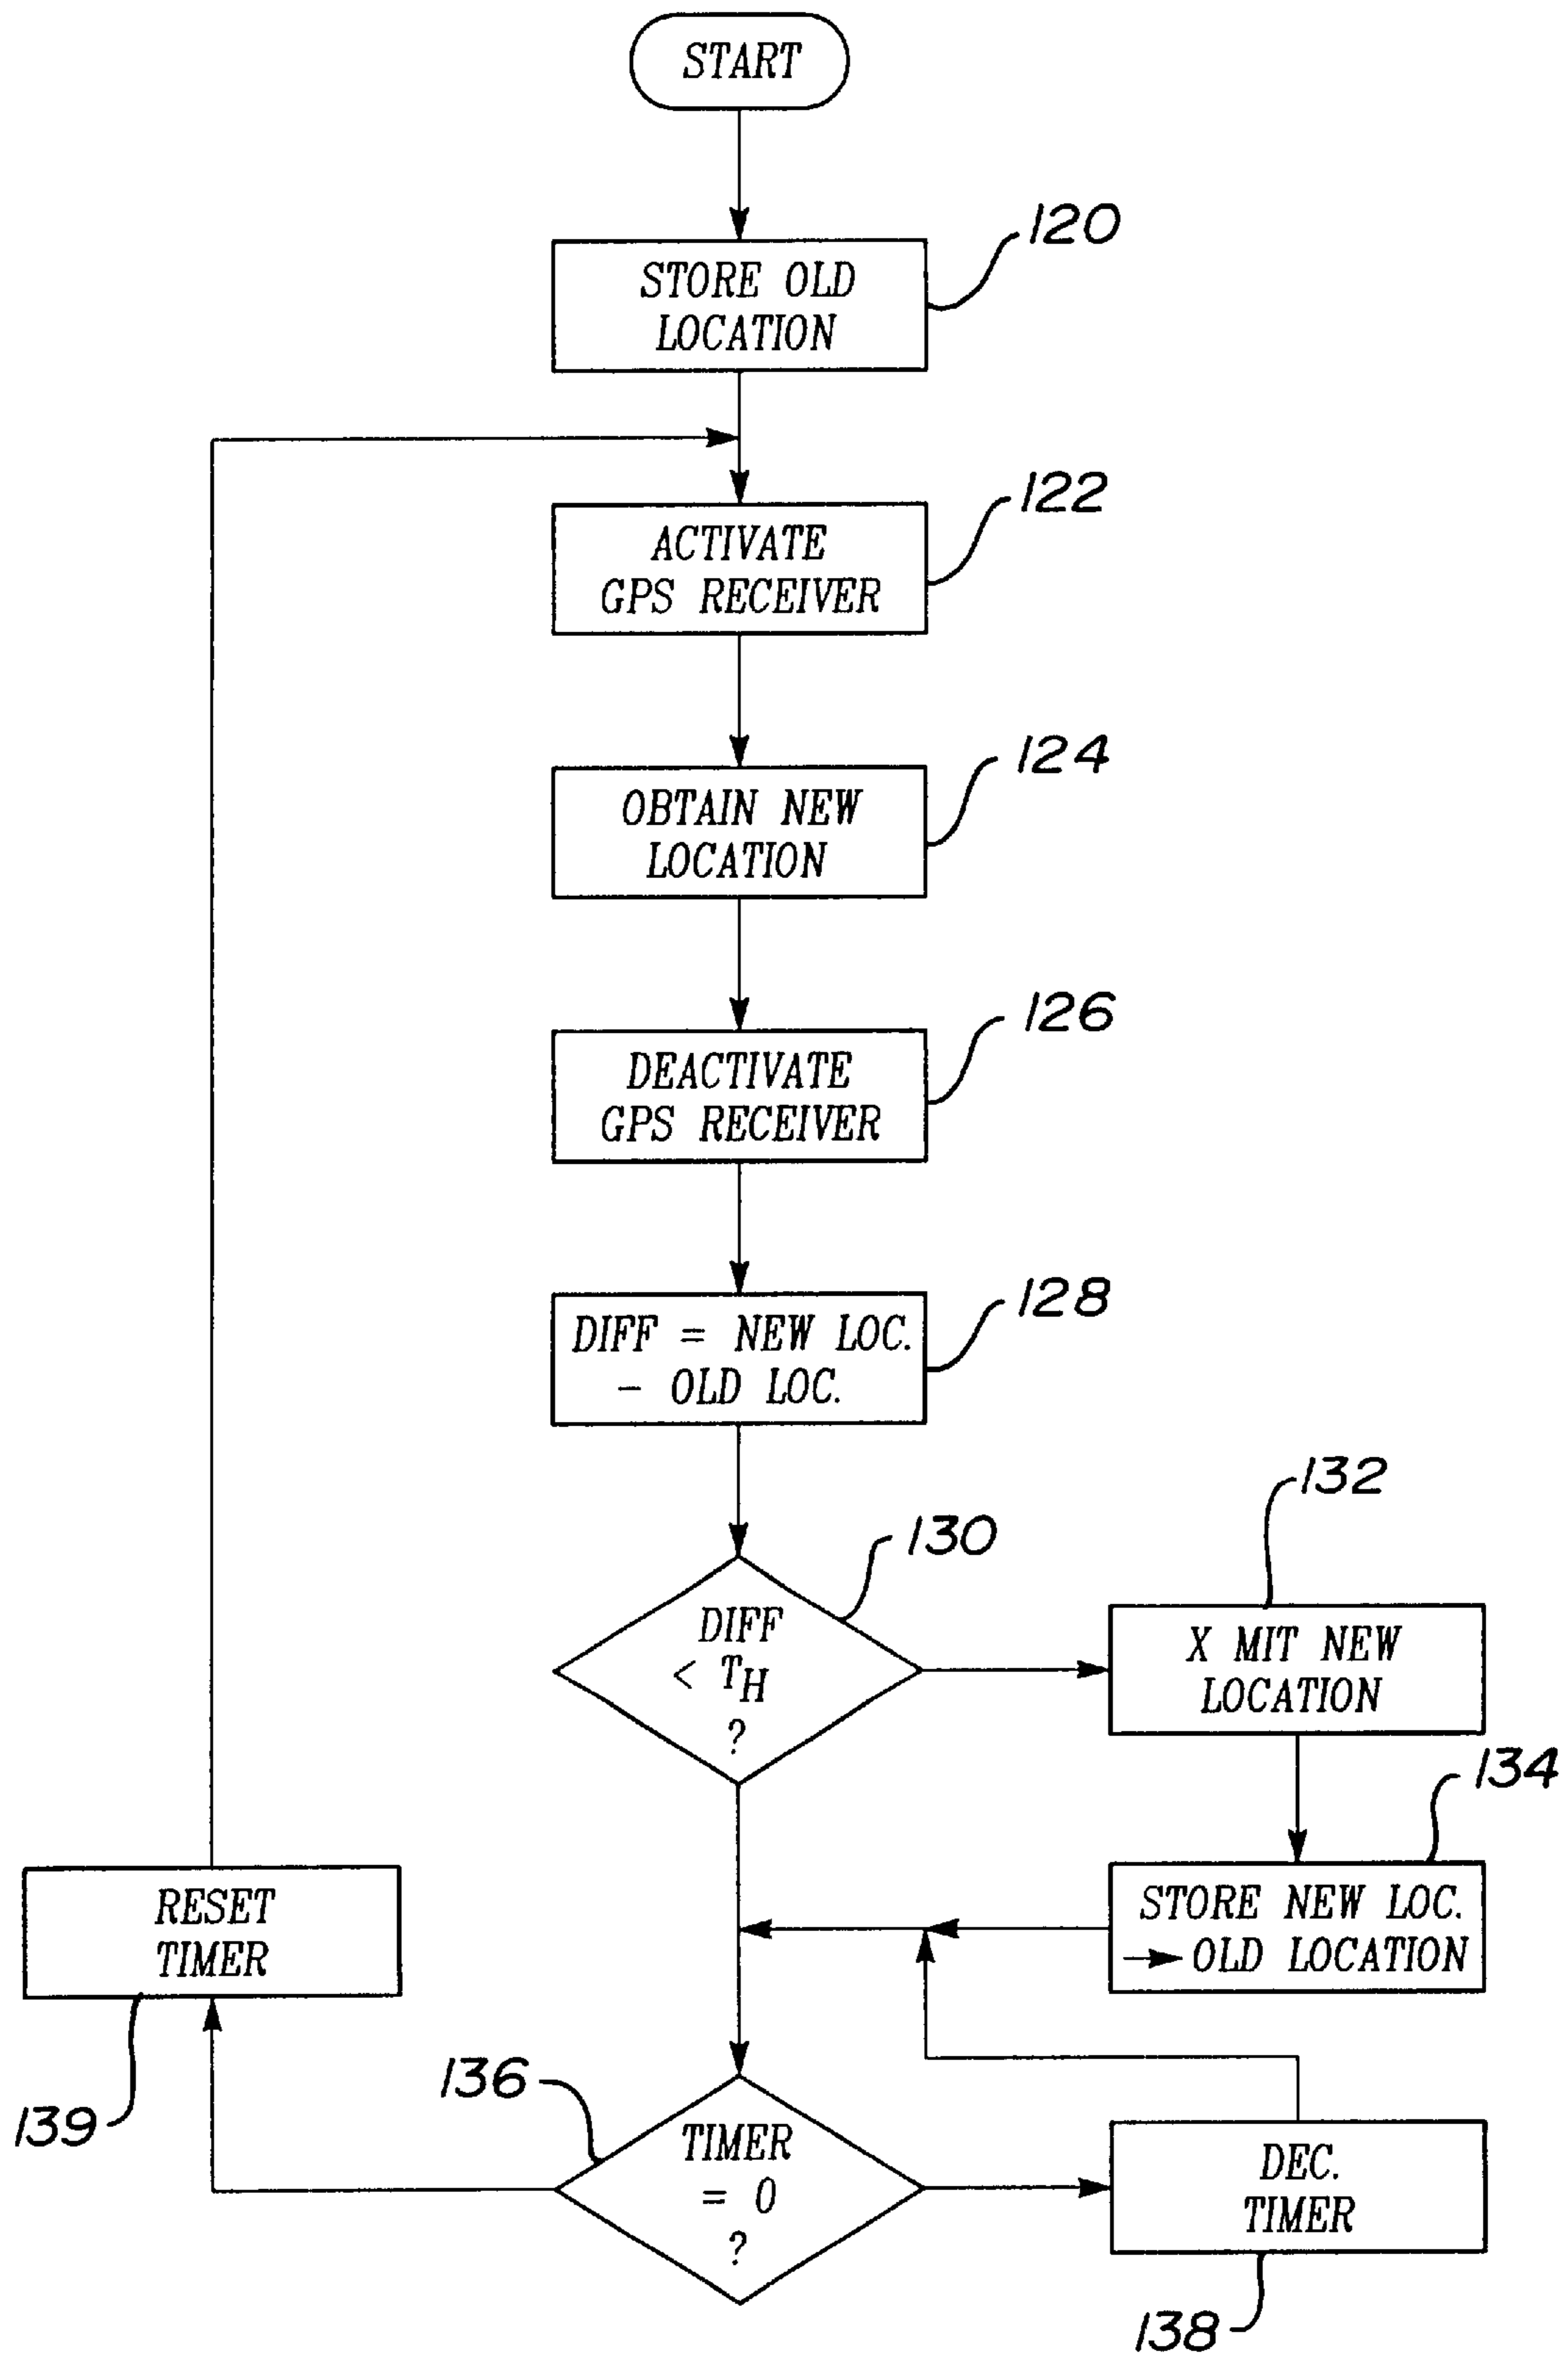 START
120
STORE OLD
LOCATION
122
ACTIVATE
GPS RECEIVER
124
OBTAIN NEW
LOCATION
126
DEACTIVATE
GPS RECEIVER
128
DIFF = NEW LOC.
- OLD LOC.
130
DIFF
< TH
?
132
X MIT NEW
LOCATION
134
STORE NEW LOC.
→ OLD LOCATION
RESET
TIMER
139
136
TIMER
= 0
?
DEC.
TIMER
138